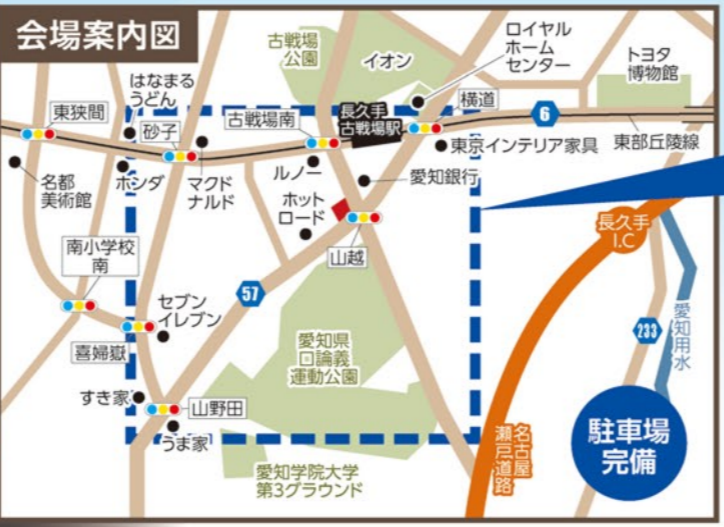 会場案内図
古戦場
公園
イオン
ロイヤル
ホーム
センター
トヨタ
博物館
はなまる
うどん
東狭間
砂子
古戦場南
長久手
古戦場駅
横道
6
東京インテリア家具
東部丘陵線
名都
美術館
ホンダ
マクド
ナルド
ルノー
愛知銀行
ホット
ロード
山越
長久手
I.C
南小学校
南
57
セブン
イレブン
喜婦嶽
愛知県
口論義
運動公園
233
愛知用水
すき家
山野田
うま家
愛知学院大学
第3グラウンド
名古屋
瀬戸道路
駐車場
完備